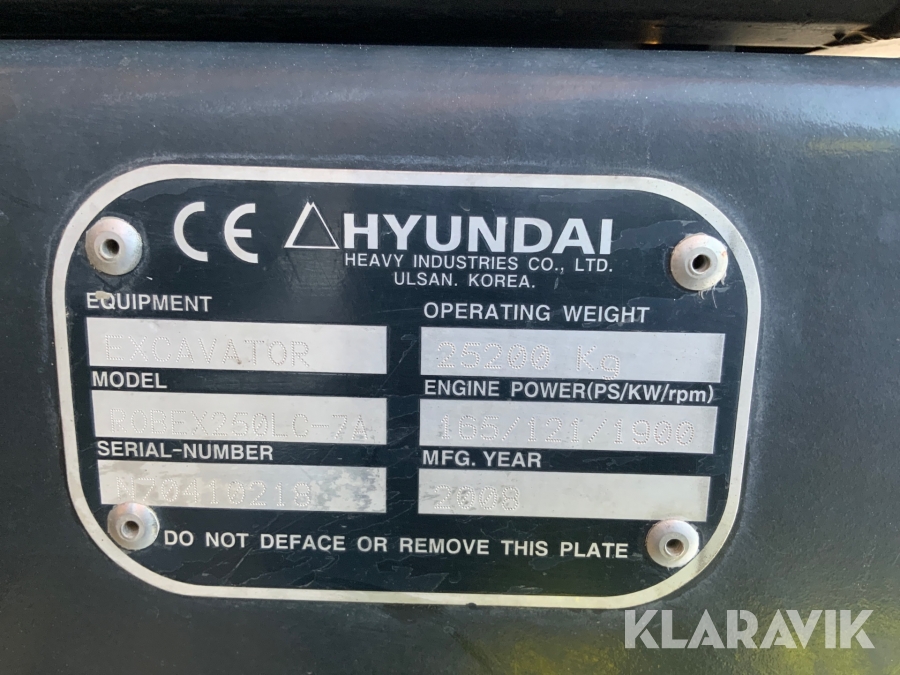 CE HYUNDAI
HEAVY INDUSTRIES CO., LTD.
ULSAN. KOREA.
EQUIPMENT
EXCAVATOR
OPERATING WEIGHT
25200 Kg
MODEL
ROBEX250LC-7A
ENGINE POWER(PS/KW/rpm)
165/121/1900
SERIAL-NUMBER
N70410213
MFG. YEAR
2008
DO NOT DEFACE OR REMOVE THIS PLATE
KLARAVIK